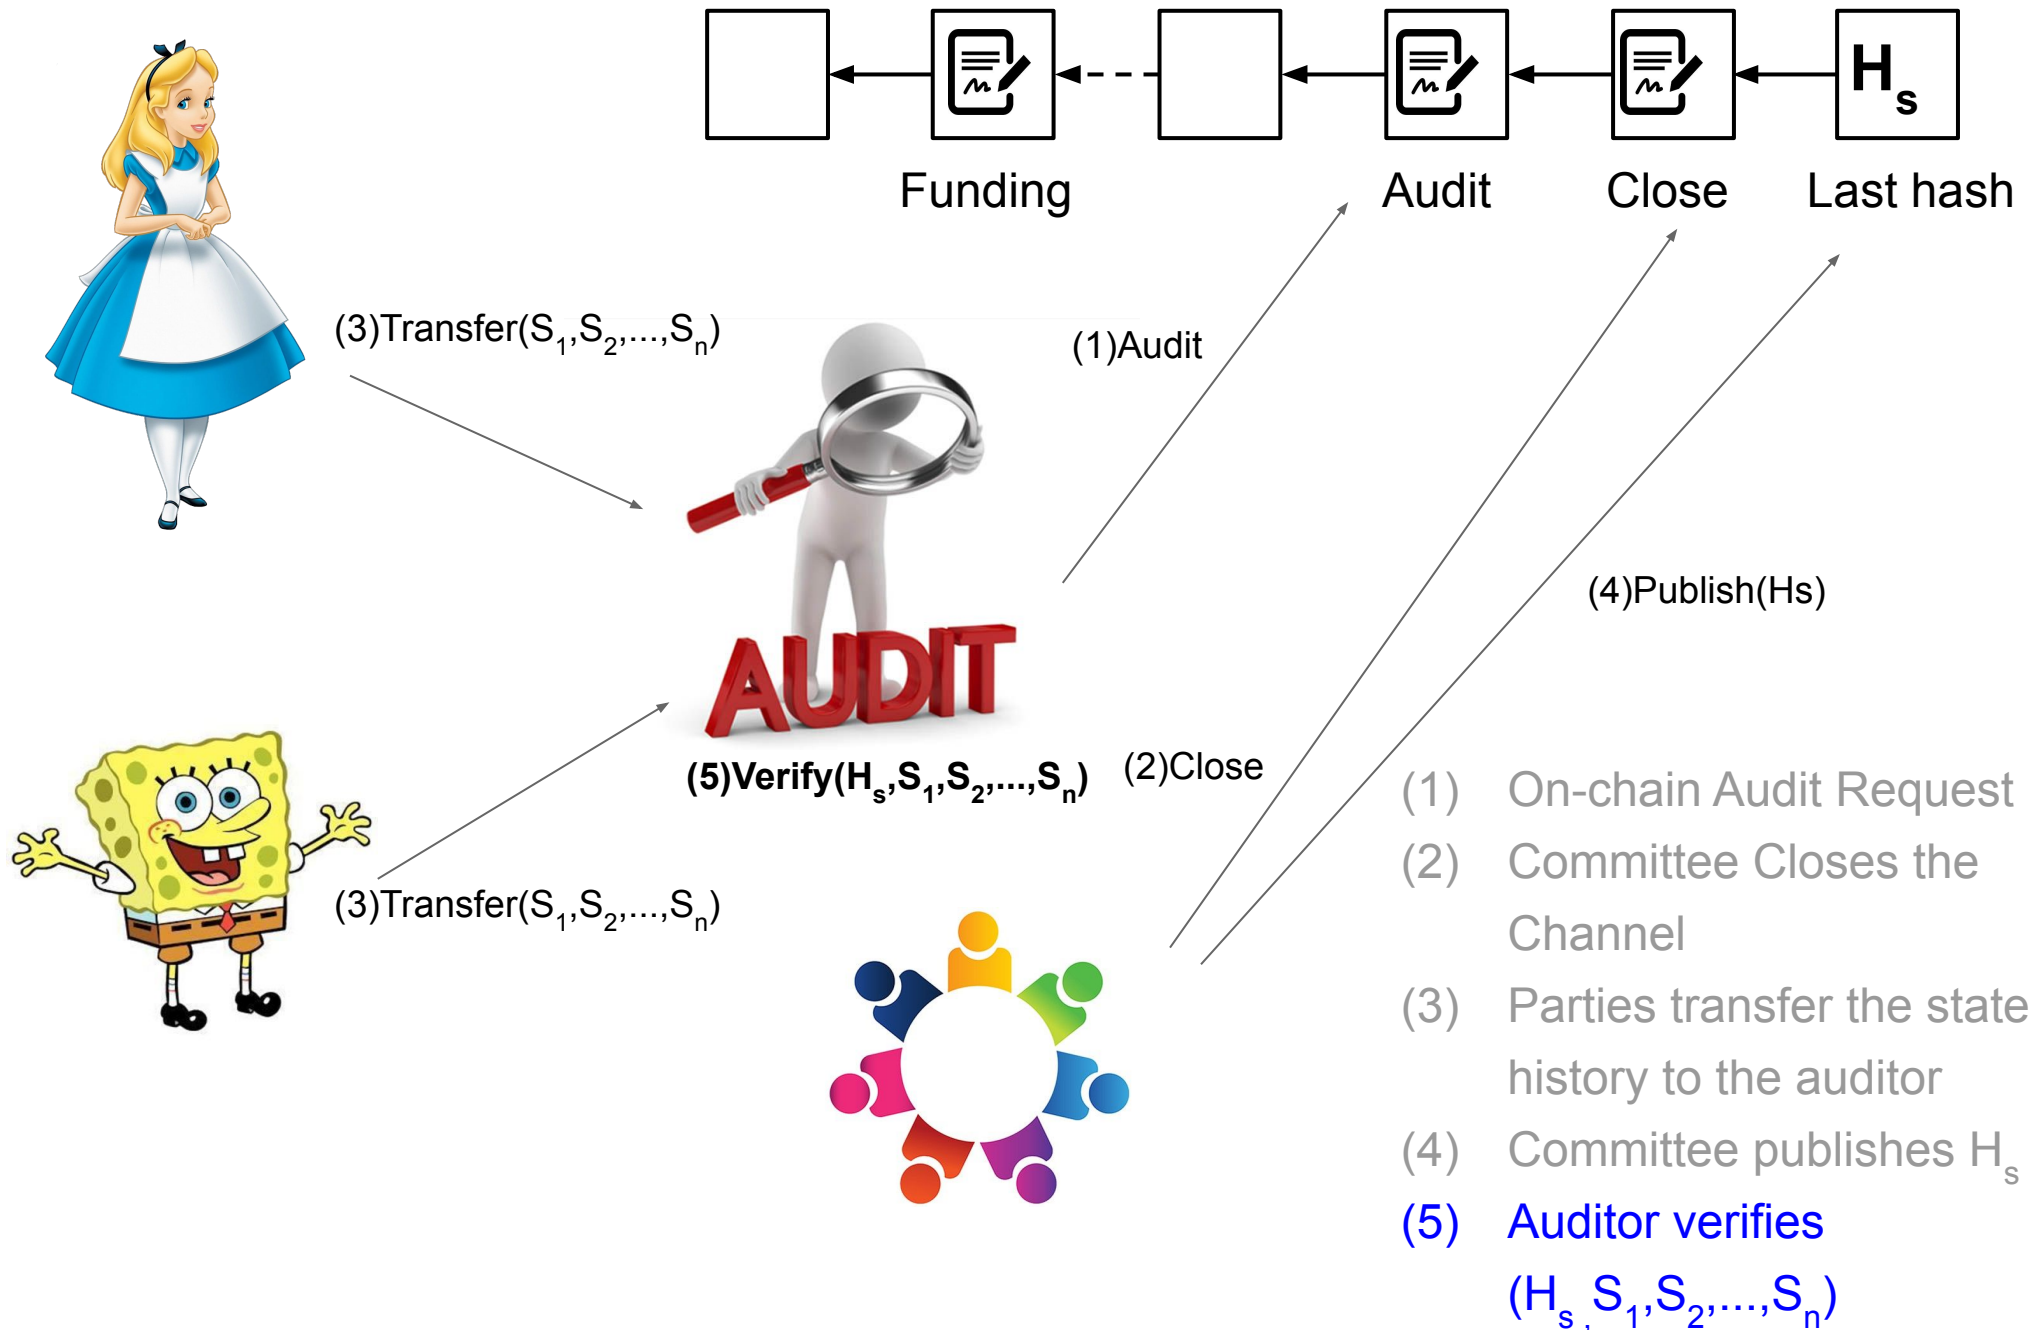 H
s
Funding
Audit
Close
Last hash
(3)Transfer(S₁,S₂,...,Sₙ)
(1)Audit
AUDIT
(4)Publish(Hs)
(5)Verify(Hₛ,S₁,S₂,...,Sₙ)
(2)Close
(3)Transfer(S₁,S₂,...,Sₙ)
(1) On-chain Audit Request
(2) Committee Closes the
Channel
(3) Parties transfer the state
history to the auditor
(4) Committee publishes Hₛ
(5) Auditor verifies
(Hₛ,S₁,S₂,...,Sₙ)